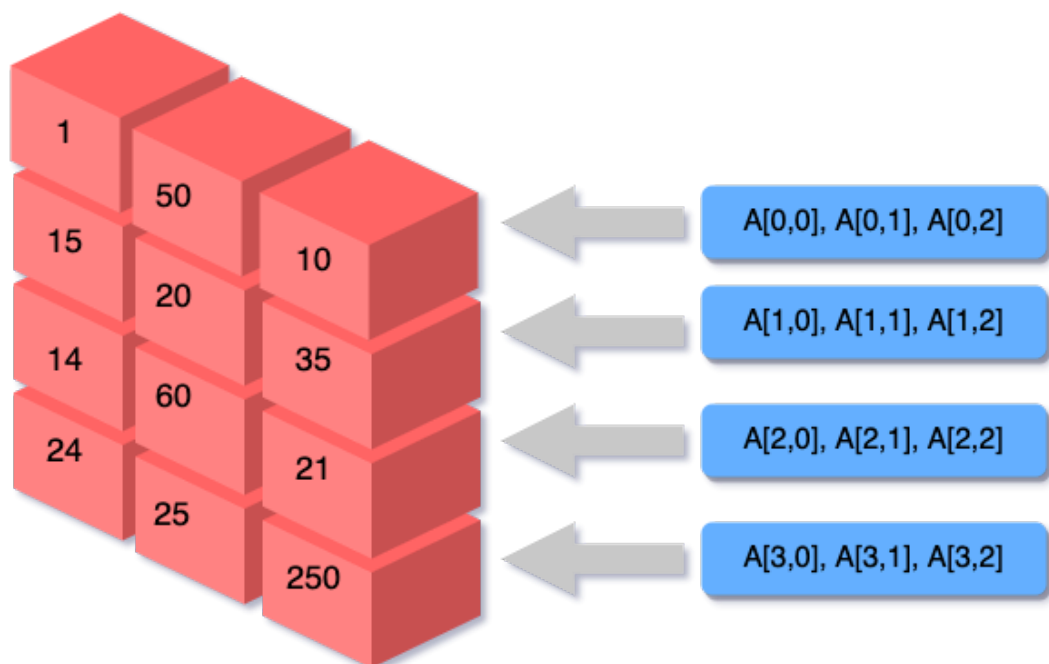 1 50 10
15 20 35
14 60 21
24 25 250
A[0,0], A[0,1], A[0,2]
A[1,0], A[1,1], A[1,2]
A[2,0], A[2,1], A[2,2]
A[3,0], A[3,1], A[3,2]